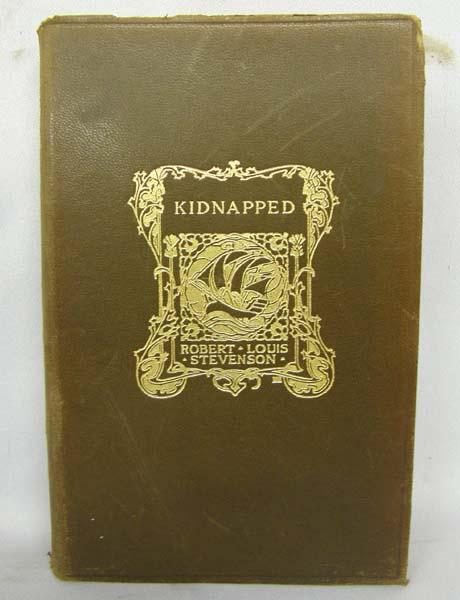 KIDNAPPED
ROBERT • LOUIS
• STEVENSON •